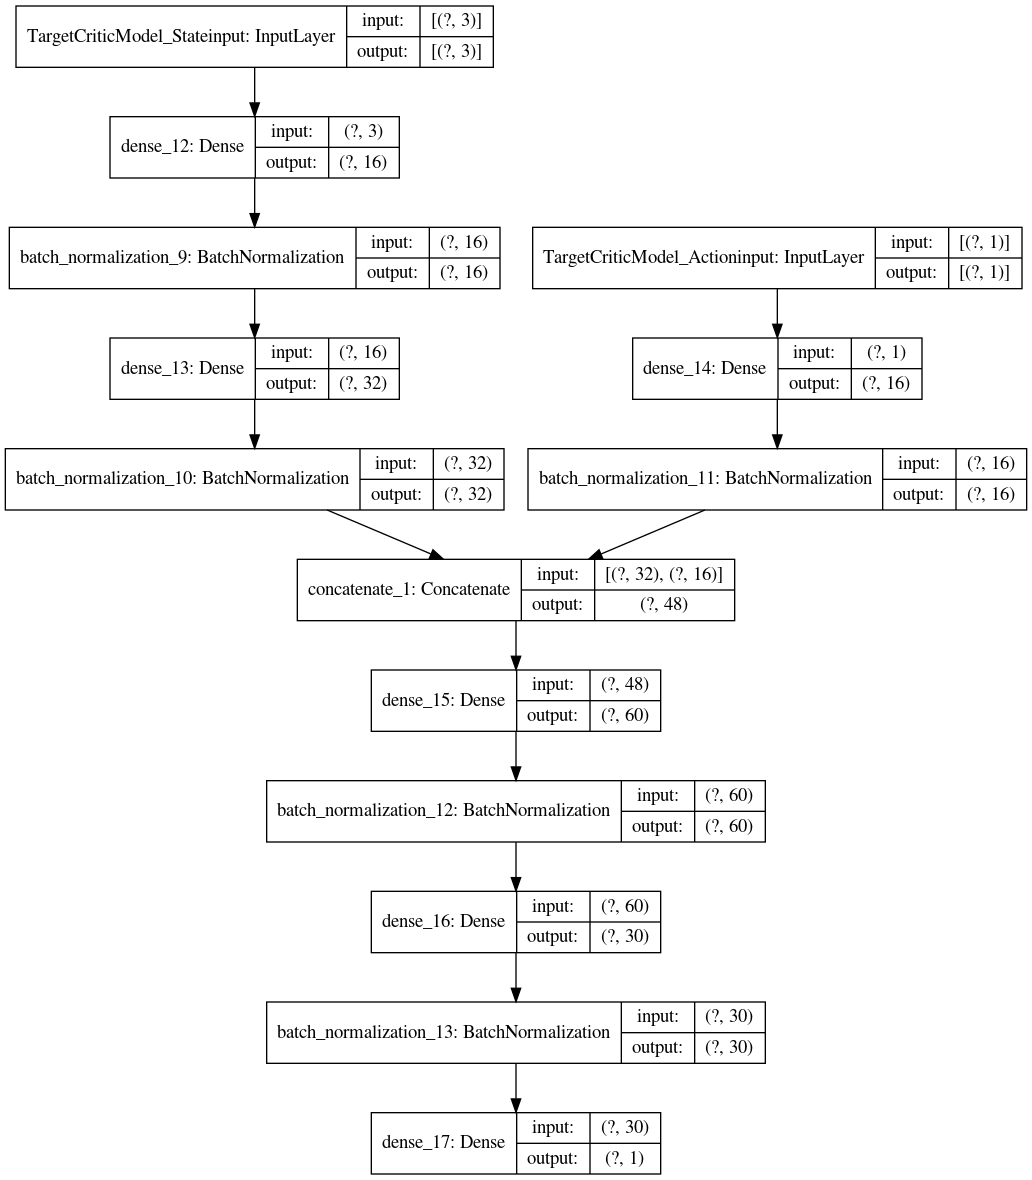 TargetCriticModel_Stateinput: InputLayer
input: [(?, 3)]
output: [(?, 3)]
dense_12: Dense
input: (?, 3)
output: (?, 16)
batch_normalization_9: BatchNormalization
input: (?, 16)
output: (?, 16)
TargetCriticModel_Actioninput: InputLayer
input: [(?, 1)]
output: [(?, 1)]
dense_13: Dense
input: (?, 16)
output: (?, 32)
dense_14: Dense
input: (?, 1)
output: (?, 16)
batch_normalization_10: BatchNormalization
input: (?, 32)
output: (?, 32)
batch_normalization_11: BatchNormalization
input: (?, 16)
output: (?, 16)
concatenate_1: Concatenate
input: [(?, 32), (?, 16)]
output: (?, 48)
dense_15: Dense
input: (?, 48)
output: (?, 60)
batch_normalization_12: BatchNormalization
input: (?, 60)
output: (?, 60)
dense_16: Dense
input: (?, 60)
output: (?, 30)
batch_normalization_13: BatchNormalization
input: (?, 30)
output: (?, 30)
dense_17: Dense
input: (?, 30)
output: (?, 1)